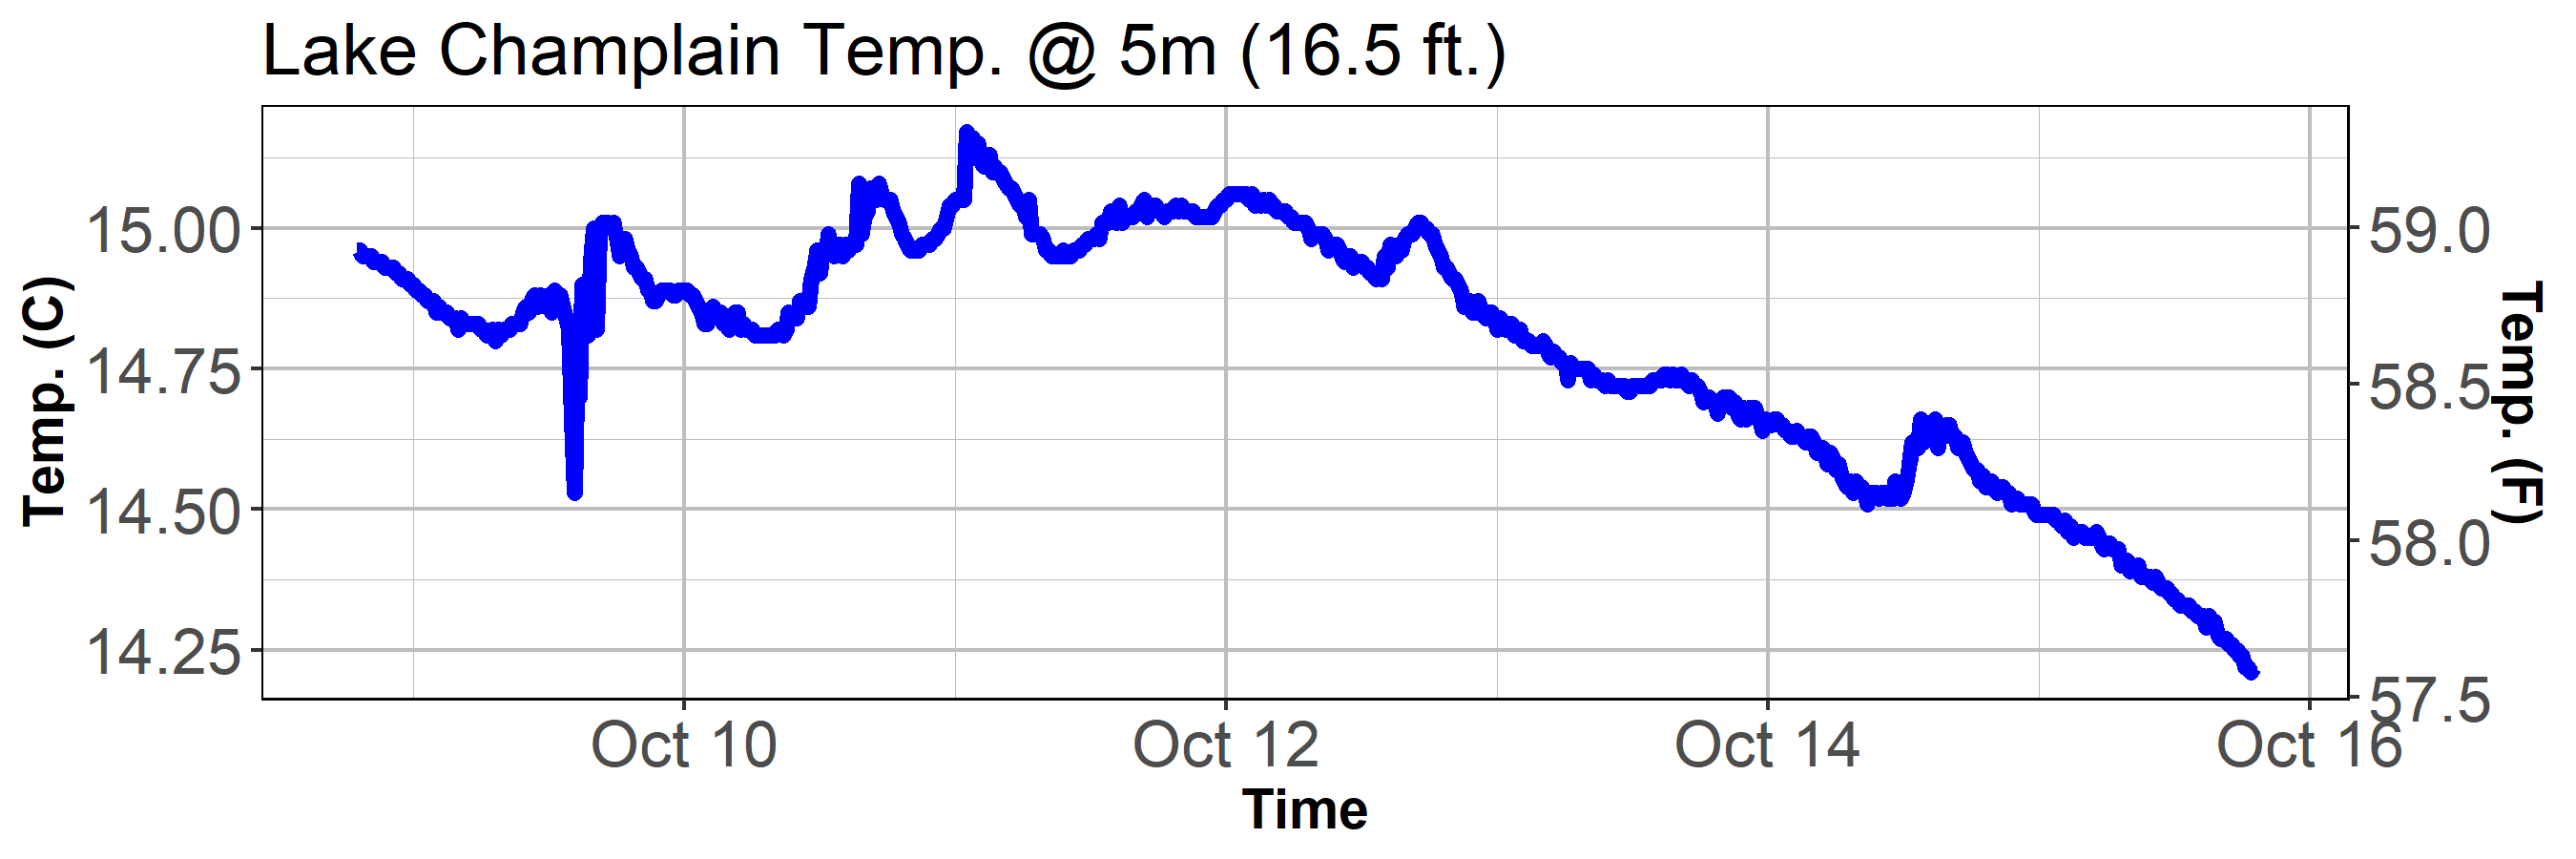 Lake Champlain Temp. @ 5m (16.5 ft.)
Temp. (C)
15.00
14.75
14.50
14.25
59.0
58.5
58.0
57.5
Temp. (F)
Oct 10
Oct 12
Oct 14
Oct 16
Time